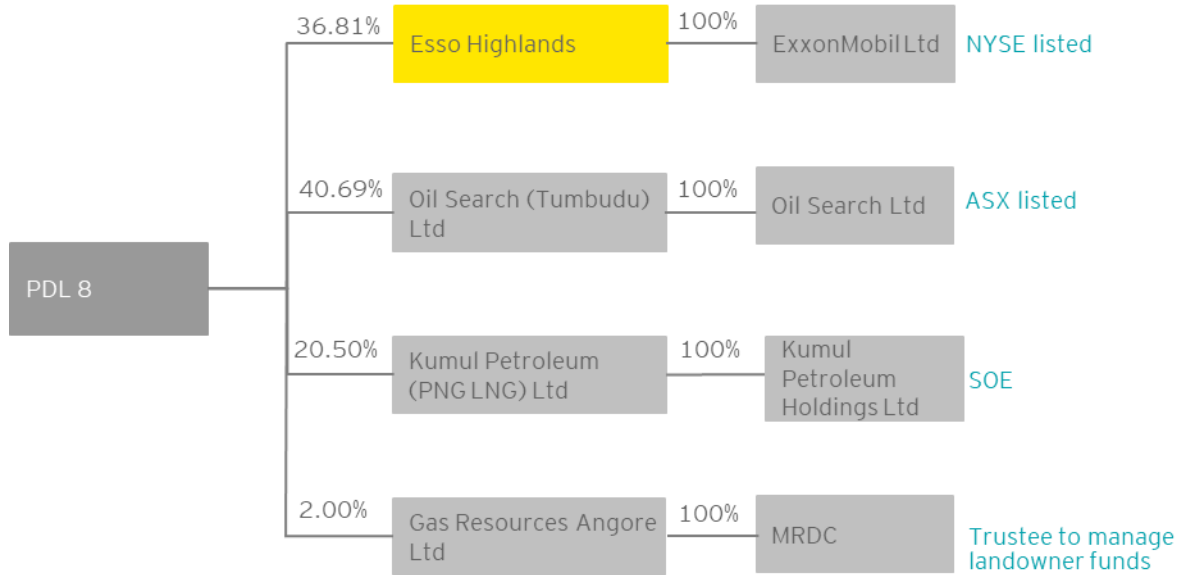 36.81%
Esso Highlands
100%
ExxonMobil Ltd
NYSE listed
40.69%
Oil Search (Tumbudu)
Ltd
100%
Oil Search Ltd
ASX listed
PDL 8
20.50%
Kumul Petroleum
(PNG LNG) Ltd
100%
Kumul
Petroleum
Holdings Ltd
SOE
2.00%
Gas Resources Angore
Ltd
100%
MRDC
Trustee to manage
landowner funds